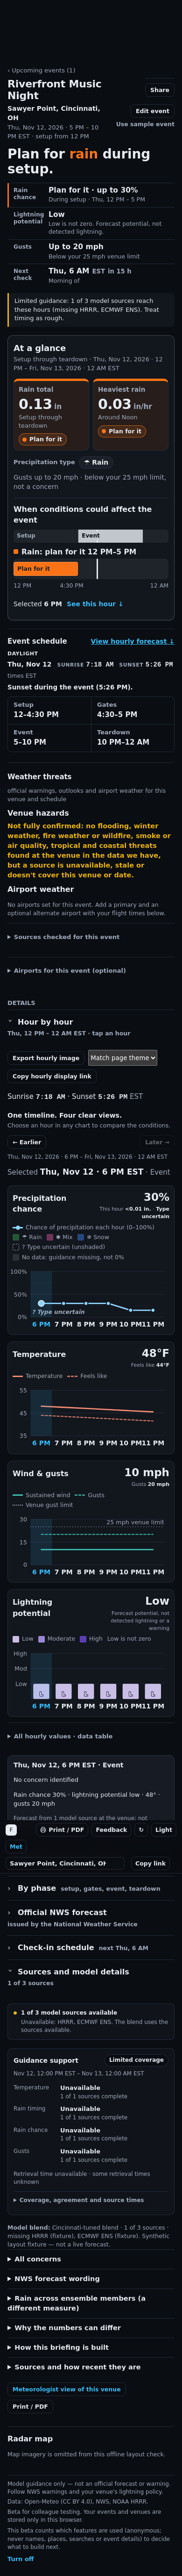 ‹ Upcoming events (1)
Riverfront Music Night
Share
Sawyer Point, Cincinnati, OH
Edit event
Thu, Nov 12, 2026 · 5 PM – 10 PM EST · setup from 12 PM
Use sample event
Plan for rain during setup.
Rain chance
Plan for it · up to 30%
During setup · Thu, 12 PM – 5 PM
Lightning potential
Low
Low is not zero. Forecast potential, not detected lightning.
Gusts
Up to 20 mph
Below your 25 mph venue limit
Next check
Thu, 6 AM EST in 15 h
Morning of
Limited guidance: 1 of 3 model sources reach these hours (missing HRRR, ECMWF ENS). Treat timing as rough.
At a glance
Setup through teardown · Thu, Nov 12, 2026 · 12 PM – Fri, Nov 13, 2026 · 12 AM EST
Rain total
0.13 in
Setup through teardown
Plan for it
Heaviest rain
0.03 in/hr
Around Noon
Plan for it
Precipitation type ☂ Rain
Gusts up to 20 mph · below your 25 mph limit, not a concern
When conditions could affect the event
Setup Event
Rain: plan for it 12 PM–5 PM
Plan for it
12 PM 4:30 PM 12 AM
Selected 6 PM See this hour ↓
Event schedule
View hourly forecast ↓
DAYLIGHT
Thu, Nov 12 SUNRISE 7:18 AM SUNSET 5:26 PM
times EST
Sunset during the event (5:26 PM).
Setup
12–4:30 PM
Gates
4:30–5 PM
Event
5–10 PM
Teardown
10 PM–12 AM
Weather threats
official warnings, outlooks and airport weather for this venue and schedule
Venue hazards
Not fully confirmed: no flooding, winter weather, fire weather or wildfire, smoke or air quality, tropical and coastal threats found at the venue in the data we have, but a source is unavailable, stale or doesn't cover this venue or date.
Airport weather
No airports set for this event. Add a primary and an optional alternate airport with your flight times below.
▸ Sources checked for this event
▸ Airports for this event (optional)
DETAILS
Hour by hour
Thu, 12 PM – 12 AM EST · tap an hour
Export hourly image
Match page theme
Copy hourly display link
Sunrise 7:18 AM · Sunset 5:26 PM EST
One timeline. Four clear views.
Choose an hour in any chart to compare the conditions.
← Earlier
Later →
Thu, Nov 12, 2026 · 6 PM – Fri, Nov 13, 2026 · 12 AM EST
Selected Thu, Nov 12 · 6 PM EST · Event
Precipitation chance
30%
This hour <0.01 in. · Type uncertain
Chance of precipitation each hour (0–100%)
☂ Rain ✱ Mix ❄ Snow
? Type uncertain (unshaded)
No data: guidance missing, not 0%
100%
50%
0%
? Type uncertain
6 PM 7 PM 8 PM 9 PM 10 PM 11 PM
Temperature
48°F
Feels like 44°F
Temperature Feels like
55
45
35
6 PM 7 PM 8 PM 9 PM 10 PM 11 PM
Wind & gusts
10 mph
Gusts 20 mph
Sustained wind Gusts
Venue gust limit
30
25 mph venue limit
15
0
6 PM 7 PM 8 PM 9 PM 10 PM 11 PM
Lightning potential
Low
Forecast potential, not detected lightning or a warning
Low Moderate High Low is not zero
High
Mod
Low
6 PM 7 PM 8 PM 9 PM 10 PM 11 PM
▸ All hourly values · data table
Thu, Nov 12, 6 PM EST · Event
No concern identified
Rain chance 30% · lightning potential low · 48° · gusts 20 mph
Forecast from 1 model source at the venue; not
F
Print / PDF
Feedback
↻
Light
Met
Sawyer Point, Cincinnati, OH
Copy link
› By phase setup, gates, event, teardown
› Official NWS forecast
issued by the National Weather Service
› Check-in schedule next Thu, 6 AM
Sources and model details
1 of 3 sources
1 of 3 model sources available
Unavailable: HRRR, ECMWF ENS. The blend uses the sources available.
Guidance support
Limited coverage
Nov 12, 12:00 PM EST – Nov 13, 12:00 AM EST
Temperature
Unavailable
1 of 1 sources complete
Rain timing
Unavailable
1 of 1 sources complete
Rain chance
Unavailable
1 of 1 sources complete
Gusts
Unavailable
1 of 1 sources complete
Retrieval time unavailable · some retrieval times unknown
▸ Coverage, agreement and source times
Model blend: Cincinnati-tuned blend · 1 of 3 sources · missing HRRR (fixture), ECMWF ENS (fixture). Synthetic layout fixture — not a live forecast.
▸ All concerns
▸ NWS forecast wording
▸ Rain across ensemble members (a different measure)
▸ Why the numbers can differ
▸ How this briefing is built
▸ Sources and how recent they are
Meteorologist view of this venue
Print / PDF
Radar map
Map imagery is omitted from this offline layout check.
Model guidance only — not an official forecast or warning. Follow NWS warnings and your venue's lightning policy.
Data: Open-Meteo (CC BY 4.0), NWS, NOAA HRRR.
Beta for colleague testing. Your events and venues are stored only in this browser.
This beta counts which features are used (anonymous; never names, places, searches or event details) to decide what to build next.
Turn off